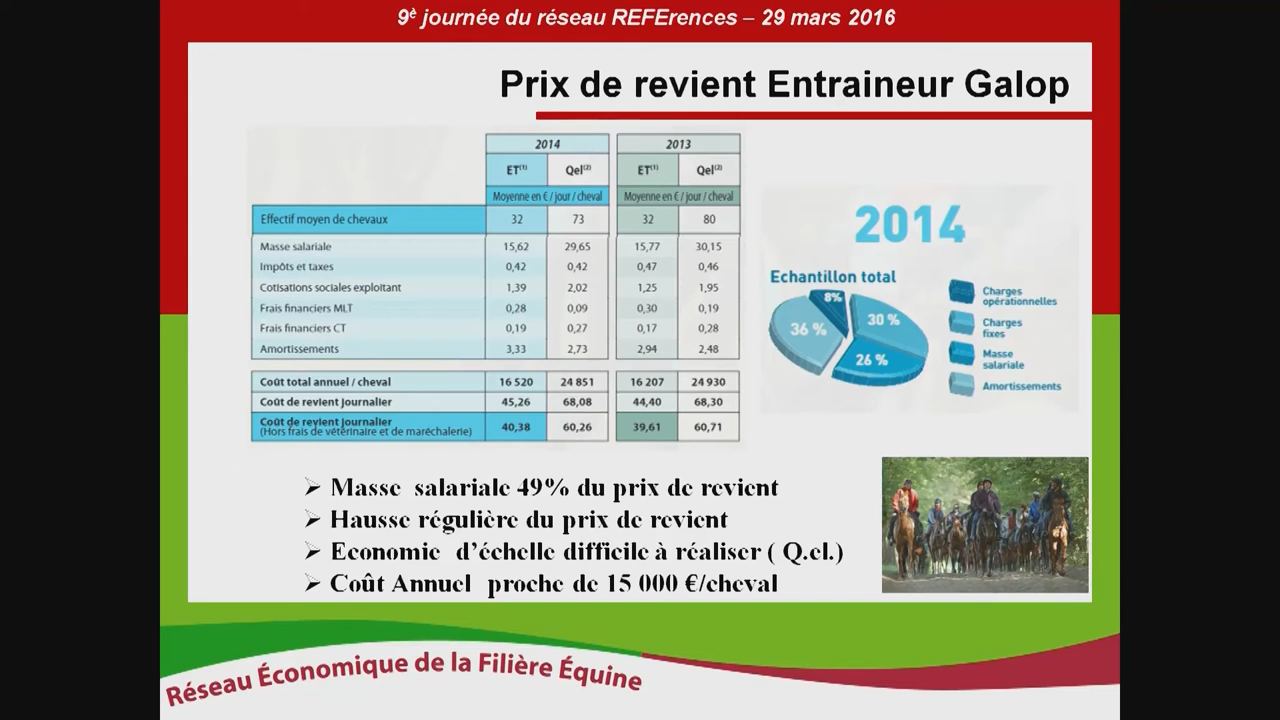 9è journée du réseau REFErences – 29 mars 2016
Prix de revient Entraineur Galop
2014 2013
ET(1) Qel(2) ET(1) Qel(2)
Moyenne en € / jour / cheval Moyenne en € / jour / cheval
Effectif moyen de chevaux 32 73 32 80
Masse salariale 15,62 29,65 15,77 30,15
Impôts et taxes 0,42 0,42 0,47 0,46
Cotisations sociales exploitant 1,39 2,02 1,25 1,95
Frais financiers MLT 0,28 0,09 0,30 0,19
Frais financiers CT 0,19 0,27 0,17 0,28
Amortissements 3,33 2,73 2,94 2,48
Coût total annuel / cheval 16 520 24 851 16 207 24 930
Coût de revient journalier 45,26 68,08 44,40 68,30
Coût de revient journalier
(Hors frais de vétérinaire et de maréchalerie) 40,38 60,26 39,61 60,71
2014
Echantillon total
8%
30 %
36 %
26 %
Charges
opérationnelles
Charges
fixes
Masse
salariale
Amortissements
➢ Masse salariale 49% du prix de revient
➢ Hausse régulière du prix de revient
➢ Economie d'échelle difficile à réaliser ( Q.el.)
➢ Coût Annuel proche de 15 000 €/cheval
Réseau Économique de la Filière Équine